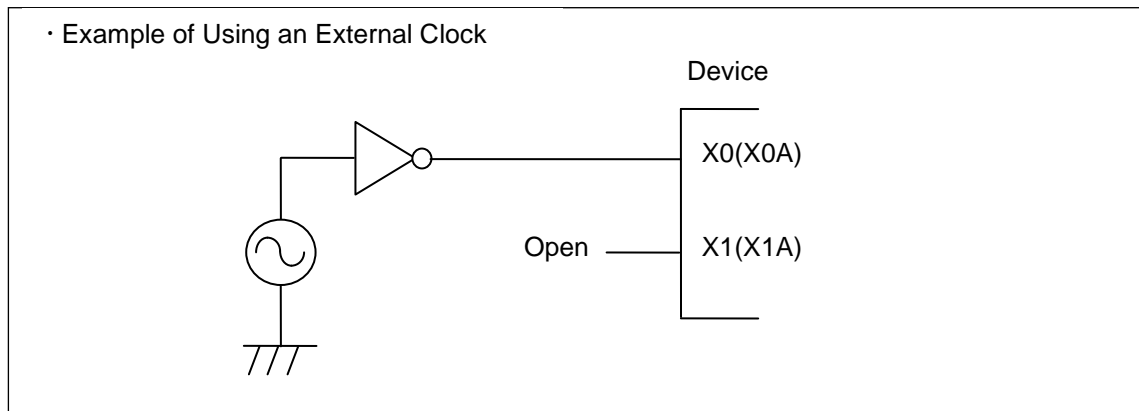 · Example of Using an External Clock
Device
X0(X0A)
Open
X1(X1A)